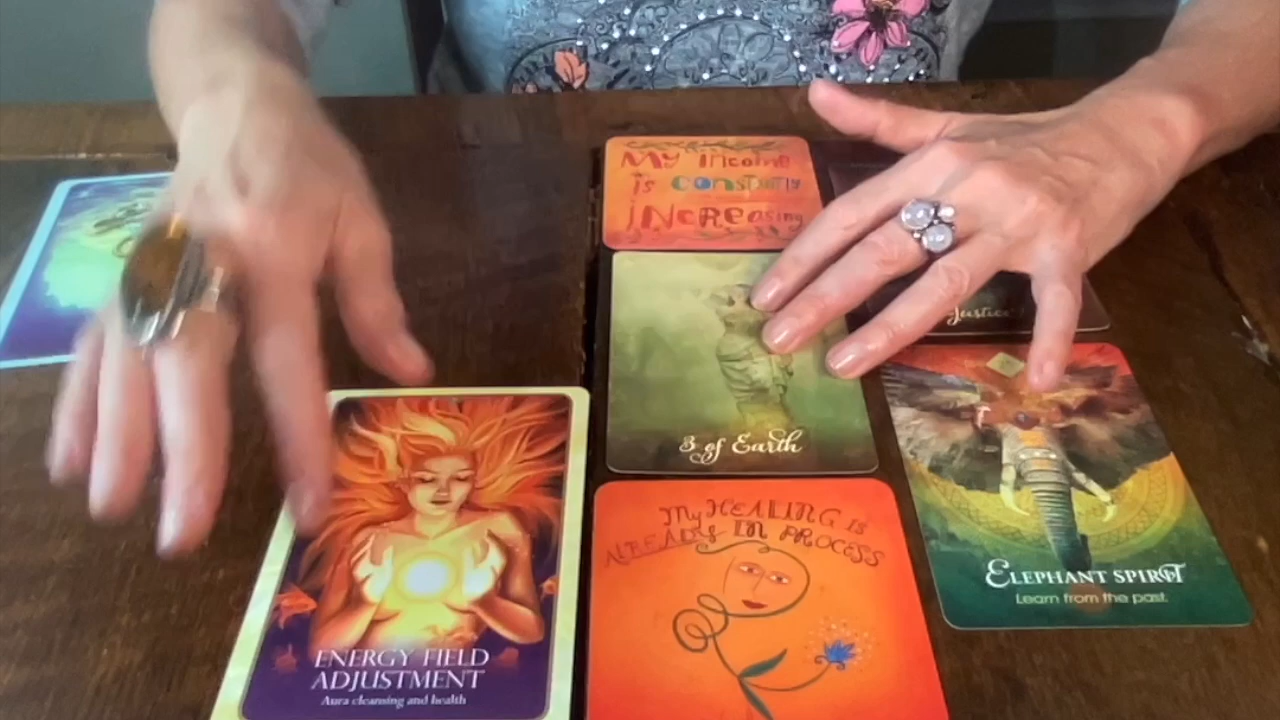 My Income
is constantly
increasing
Justice
3 of Earth
My HEALING is
ALREADY IN PROCESS
ELEPHANT SPIRIT
Learn from the past.
ENERGY FIELD
ADJUSTMENT
Aura cleansing and health